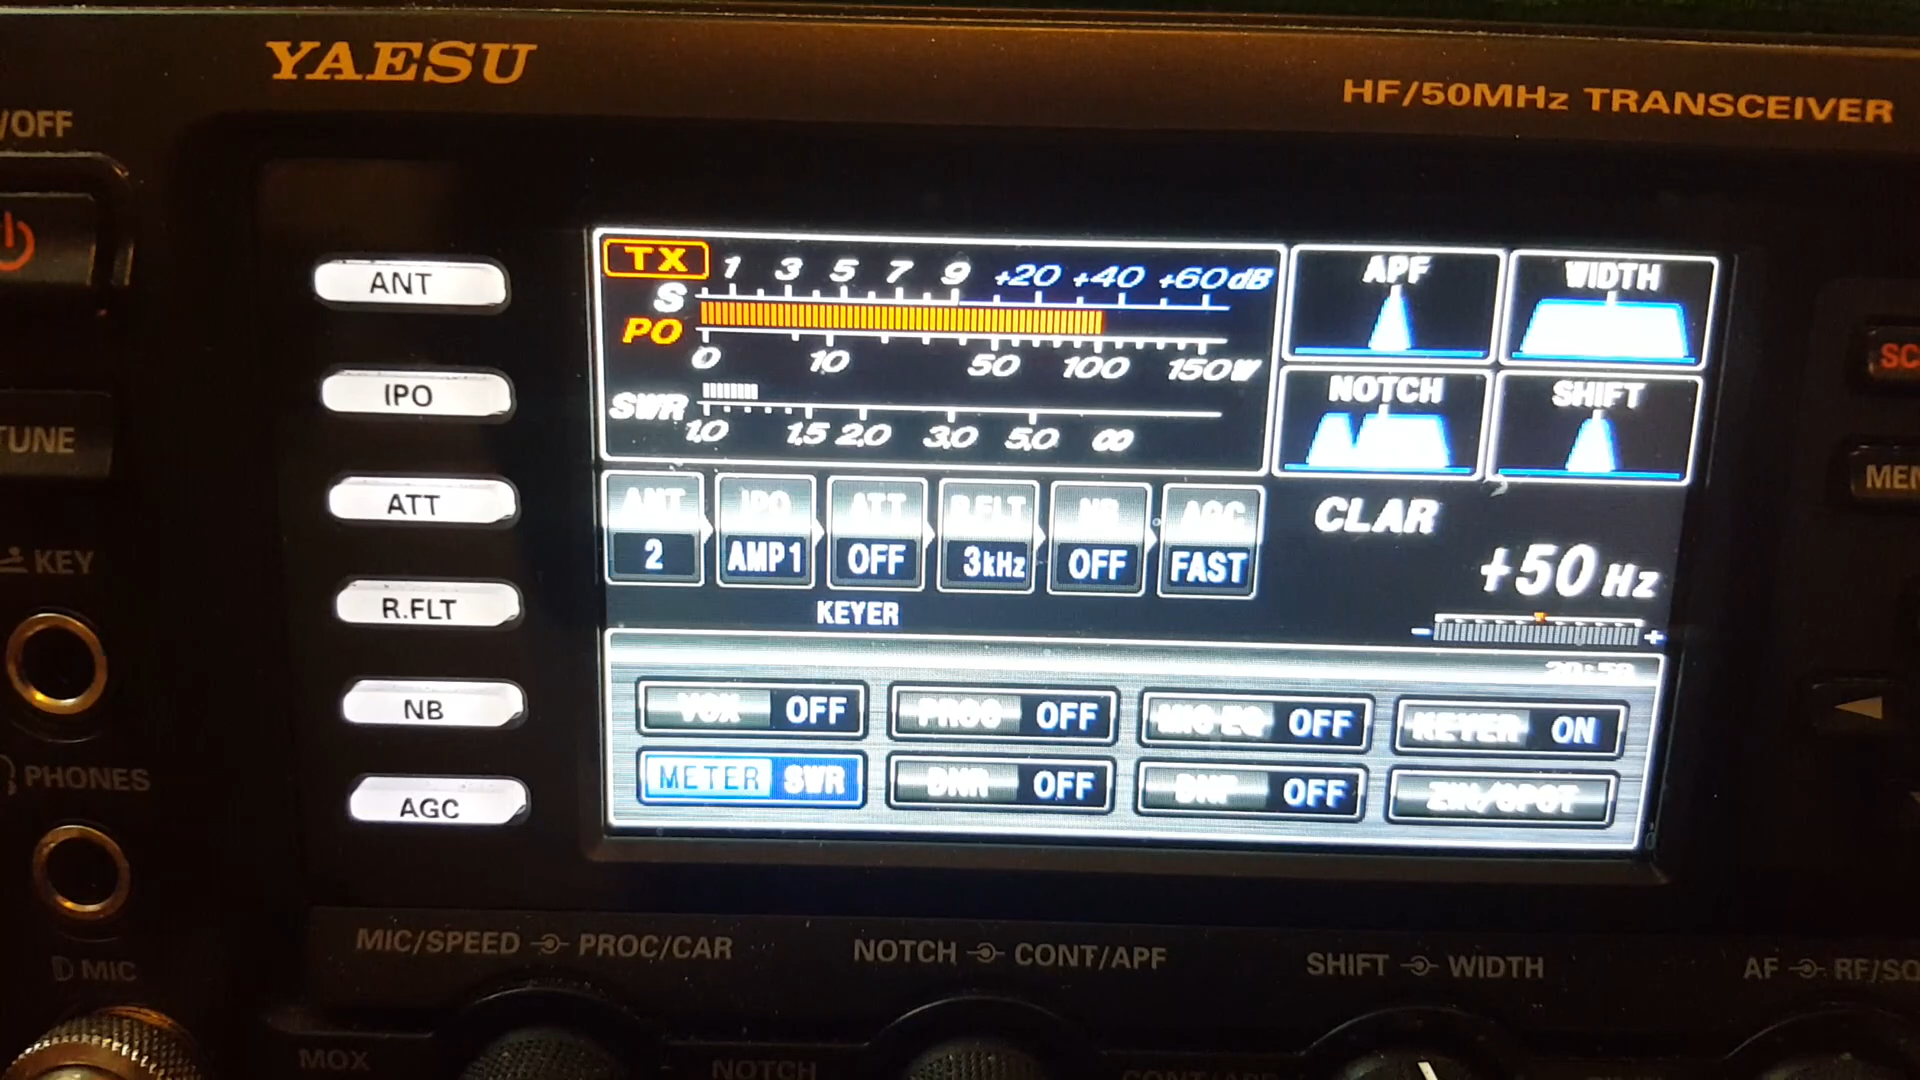 YAESU
HF/50MHz TRANSCEIVER
/OFF
TX 1 3 5 7 9 +20 +40 +60dB
S
PO
0 10 50 100 150W
SWR
1.0 1.5 2.0 3.0 5.0 ∞
APF
WIDTH
NOTCH
SHIFT
ANT
IPO
ATT
R.FLT
NB
AGC
TUNE
KEY
PHONES
MIC
ANT IPO ATT R.FLT NB AGC
2 AMP1 OFF 3kHz OFF FAST
KEYER
CLAR
+50 Hz
- +
VOX OFF PROC OFF MIC EQ OFF KEYER ON
METER SWR DNR OFF DNF OFF ZIN/SPOT
SC
MEN
MIC/SPEED PROC/CAR NOTCH CONT/APF SHIFT WIDTH AF RF/SQ
MOX NOTCH